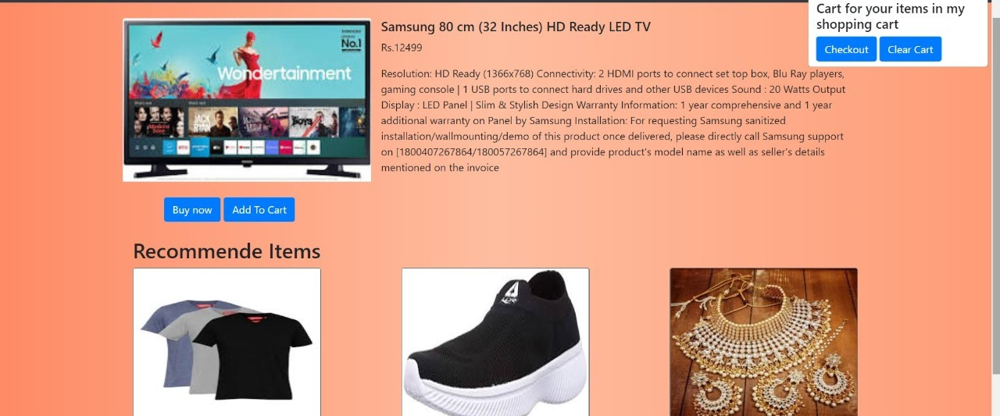 Cart for your items in my
shopping cart
Checkout Clear Cart
Samsung 80 cm (32 Inches) HD Ready LED TV
Rs.12499
Resolution: HD Ready (1366x768) Connectivity: 2 HDMI ports to connect set top box, Blu Ray players,
gaming console | 1 USB ports to connect hard drives and other USB devices Sound : 20 Watts Output
Display : LED Panel | Slim & Stylish Design Warranty Information: 1 year comprehensive and 1 year
additional warranty on Panel by Samsung Installation: For requesting Samsung sanitized
installation/wallmounting/demo of this product once delivered, please directly call Samsung support
on [1800407267864/180057267864] and provide product's model name as well as seller's details
mentioned on the invoice
No.1
Wondertainment
JACK
RYAN
Buy now Add To Cart
Recommende Items